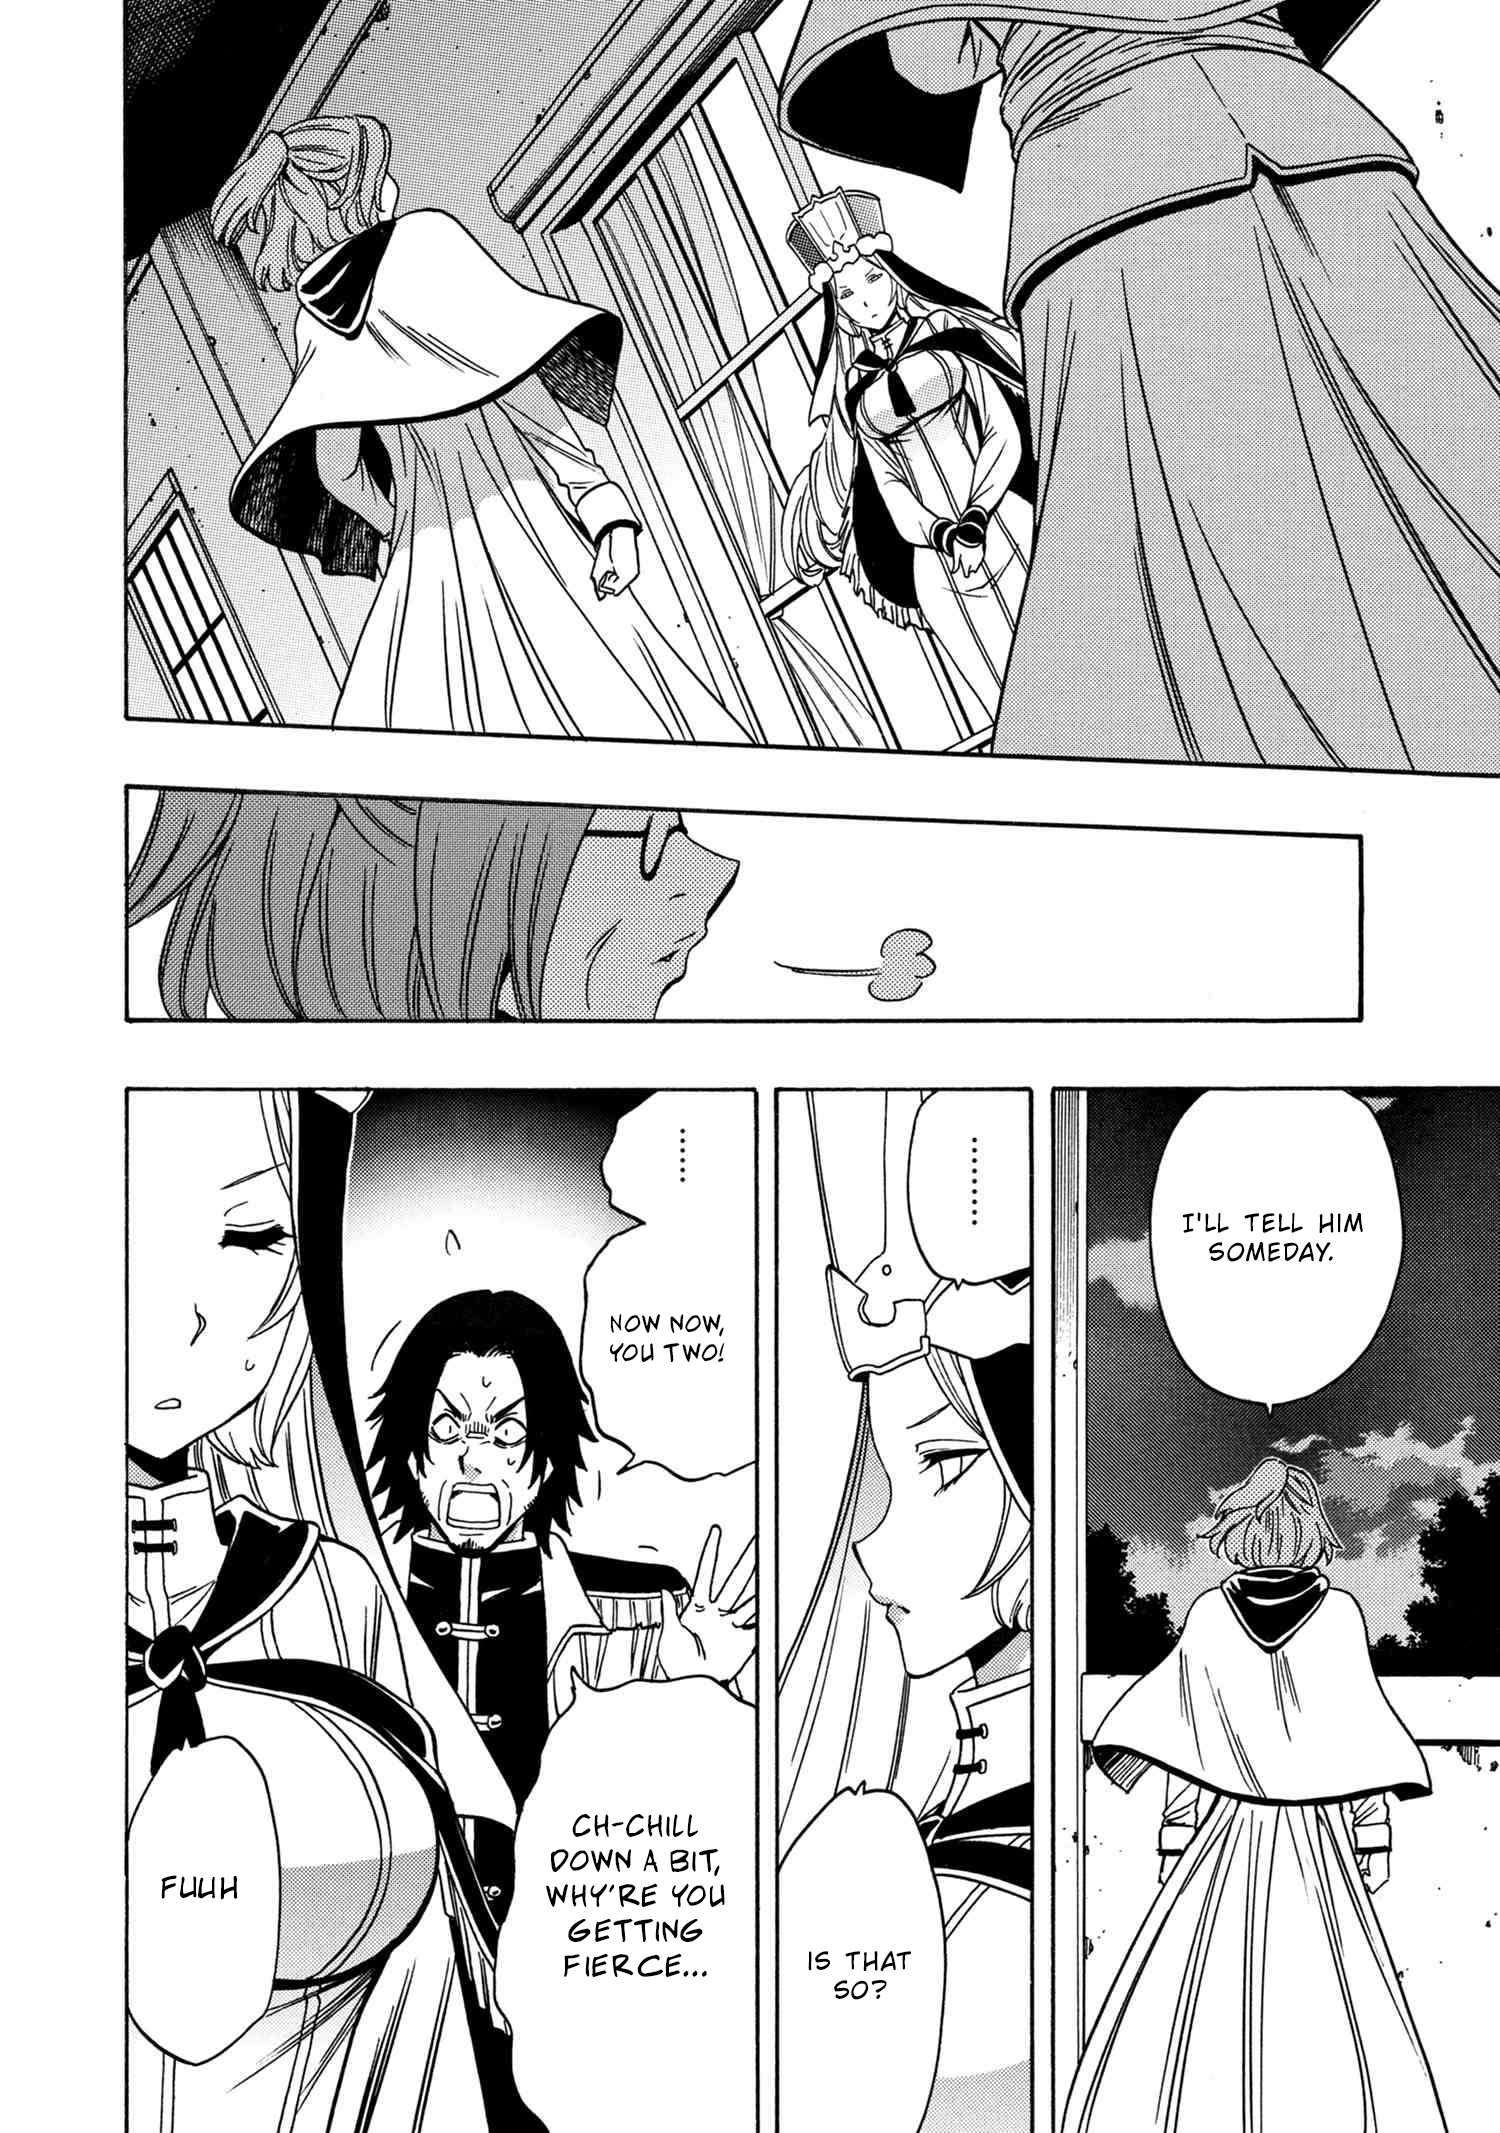 I'LL TELL HIM
SOMEDAY.
.........
IS THAT
SO?
.......
NOW NOW,
YOU TWO!
CH-CHILL
DOWN A BIT,
WHY'RE YOU
GETTING
FIERCE...
FUUH